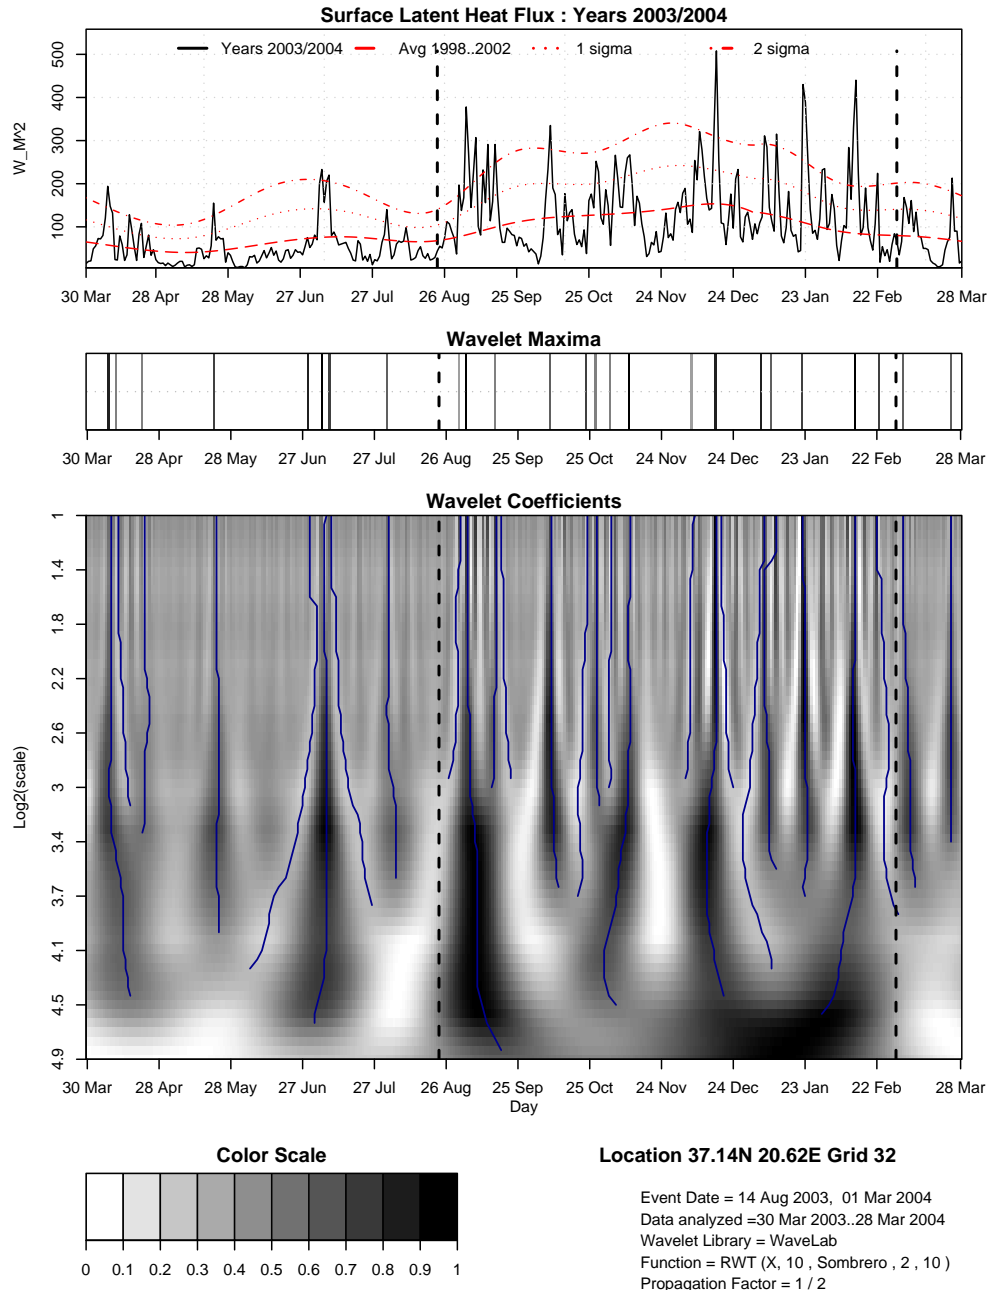 Surface Latent Heat Flux : Years 2003/2004
Years 2003/2004 Avg 1998..2002 1 sigma 2 sigma
W_M^2
500
400
300
200
100
30 Mar 28 Apr 28 May 27 Jun 27 Jul 26 Aug 25 Sep 25 Oct 24 Nov 24 Dec 23 Jan 22 Feb 28 Mar
Wavelet Maxima
30 Mar 28 Apr 28 May 27 Jun 27 Jul 26 Aug 25 Sep 25 Oct 24 Nov 24 Dec 23 Jan 22 Feb 28 Mar
Wavelet Coefficients
Log2(scale)
1
1.4
1.8
2.2
2.6
3
3.4
3.7
4.1
4.5
4.9
30 Mar 28 Apr 28 May 27 Jun 27 Jul 26 Aug 25 Sep 25 Oct 24 Nov 24 Dec 23 Jan 22 Feb 28 Mar
Day
Color Scale
0 0.1 0.2 0.3 0.4 0.5 0.6 0.7 0.8 0.9 1
Location 37.14N 20.62E Grid 32
Event Date = 14 Aug 2003, 01 Mar 2004
Data analyzed =30 Mar 2003..28 Mar 2004
Wavelet Library = WaveLab
Function = RWT (X, 10 , Sombrero , 2 , 10 )
Propagation Factor = 1 / 2